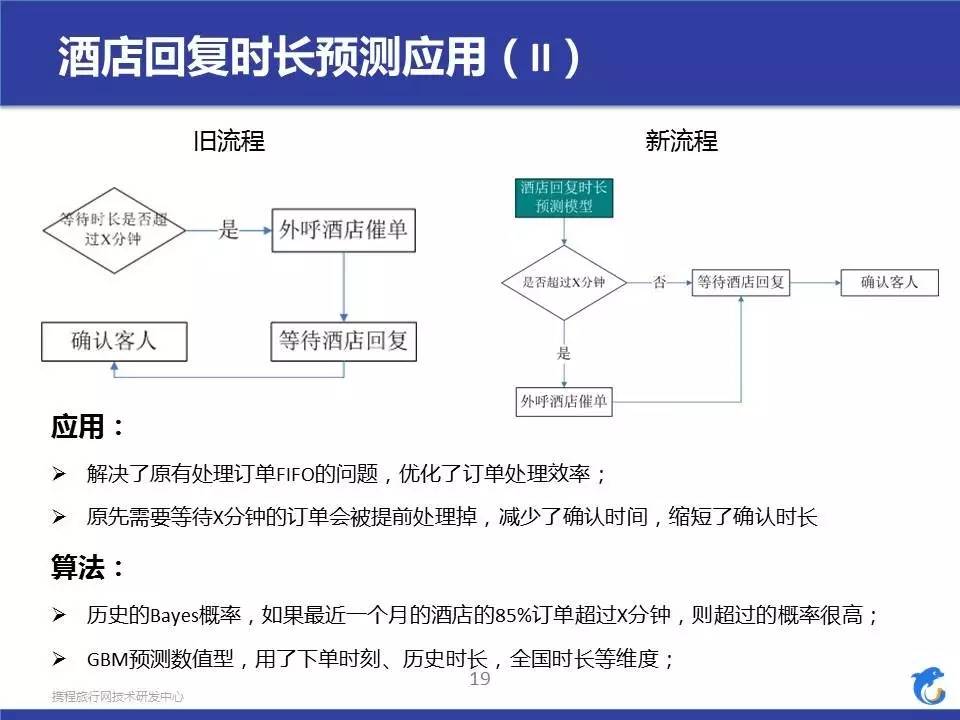 酒店回复时长预测应用（II）
旧流程
新流程
等待时长是否超
过X分钟
是
外呼酒店催单
等待酒店回复
确认客人
酒店回复时长
预测模型
是否超过X分钟
否
等待酒店回复
确认客人
是
外呼酒店催单
应用：
➢ 解决了原有处理订单FIFO的问题，优化了订单处理效率；
➢ 原先需要等待X分钟的订单会被提前处理掉，减少了确认时间，缩短了确认时长
算法：
➢ 历史的Bayes概率，如果最近一个月的酒店的85%订单超过X分钟，则超过的概率很高；
➢ GBM预测数值型，用了下单时刻、历史时长，全国时长等维度；
19
携程旅行网技术研发中心